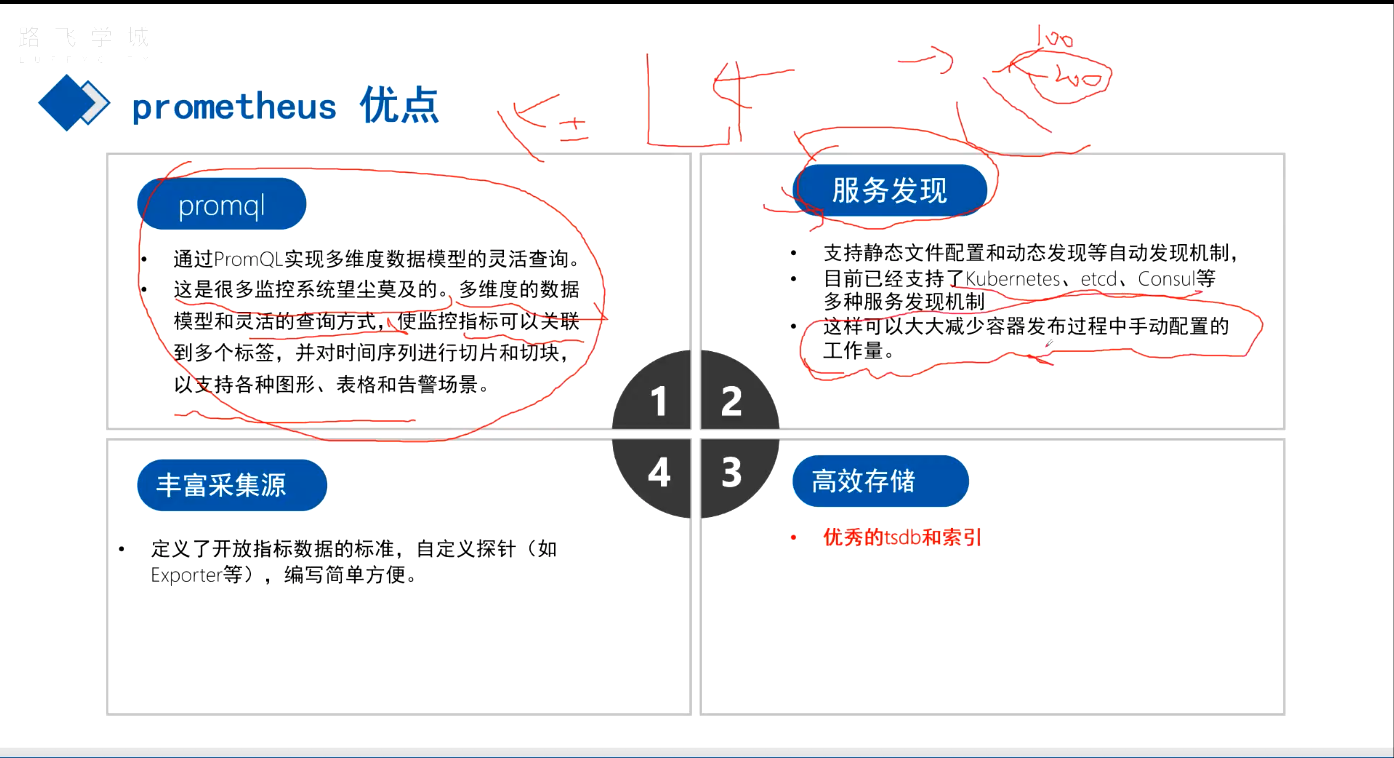 路飞学城
prometheus 优点
100
200
promql
• 通过PromQL实现多维度数据模型的灵活查询。
• 这是很多监控系统望尘莫及的。多维度的数据
模型和灵活的查询方式，使监控指标可以关联
到多个标签，并对时间序列进行切片和切块，
以支持各种图形、表格和告警场景。
服务发现
• 支持静态文件配置和动态发现等自动发现机制，
• 目前已经支持了Kubernetes、etcd、Consul等
多种服务发现机制
• 这样可以大大减少容器发布过程中手动配置的
工作量。
1
2
4
3
丰富采集源
• 定义了开放指标数据的标准，自定义探针（如
Exporter等），编写简单方便。
高效存储
• 优秀的tsdb和索引